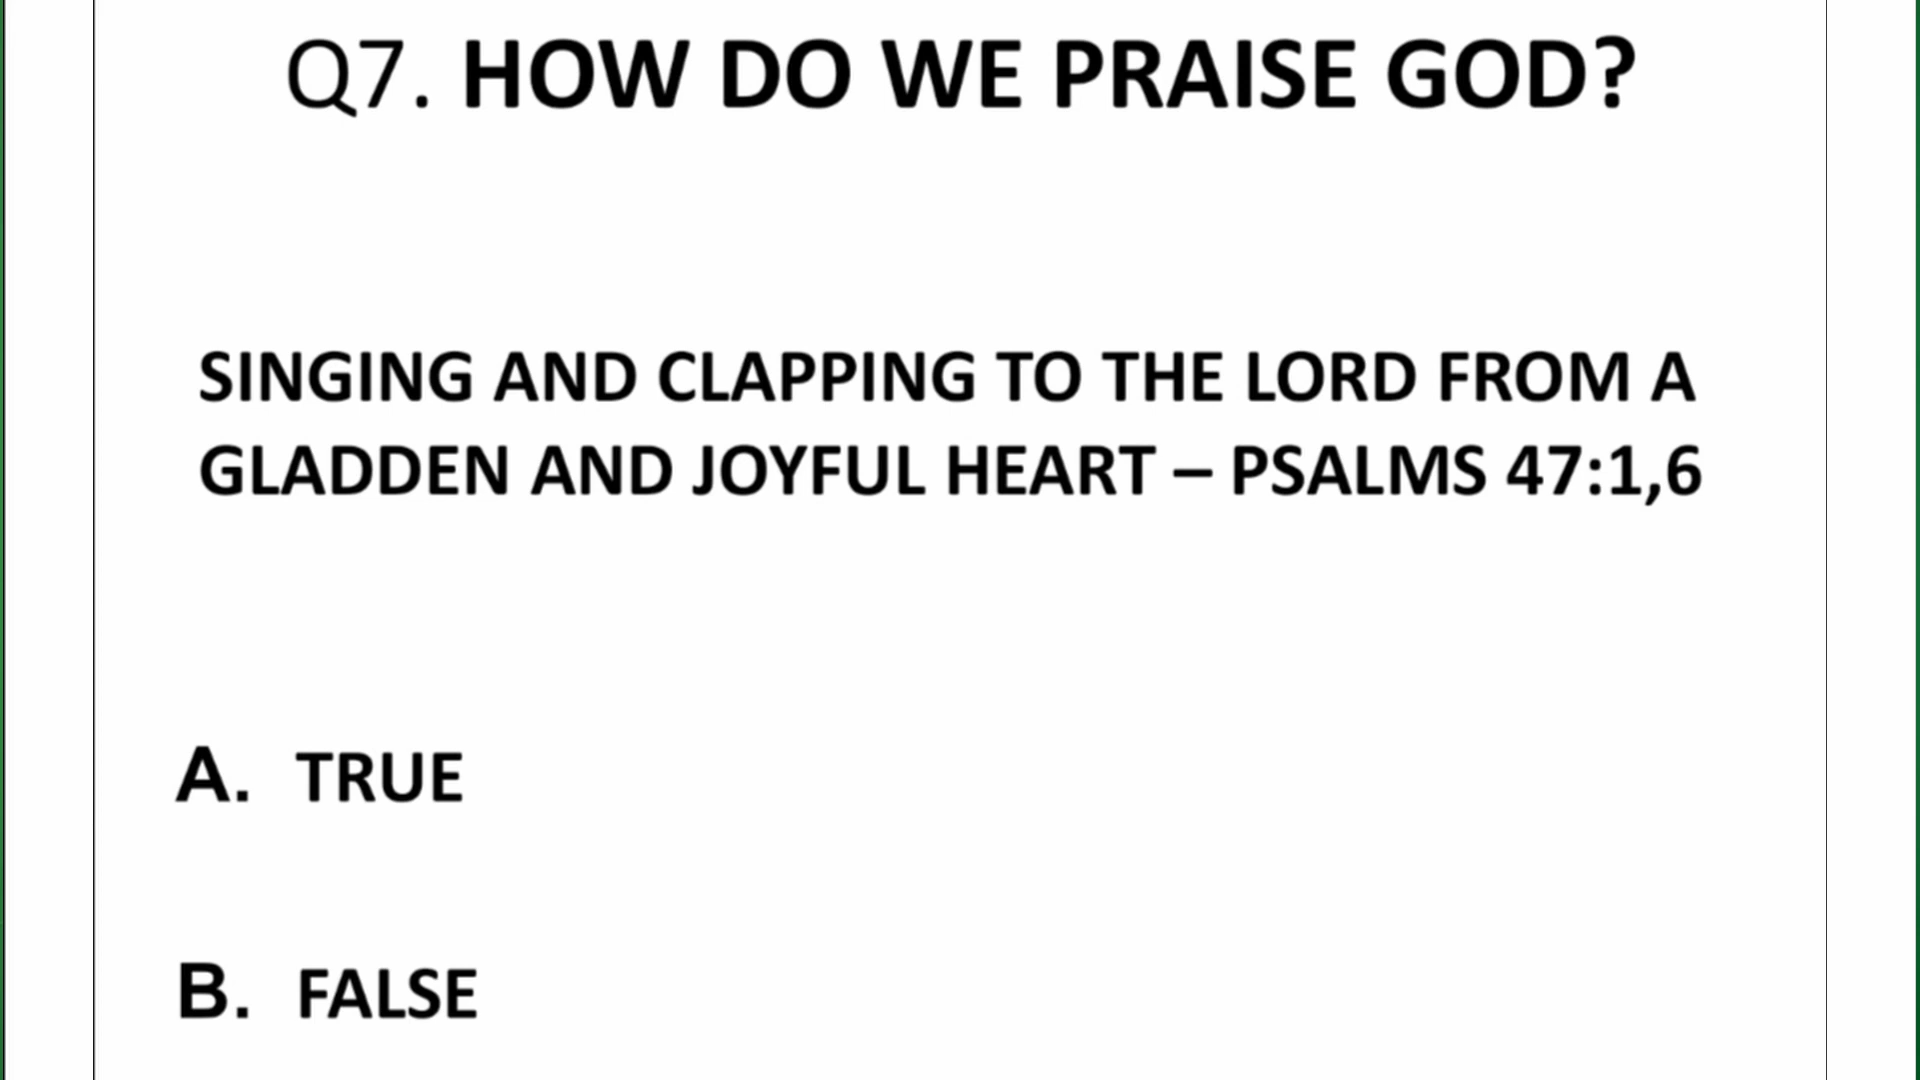 Q7. HOW DO WE PRAISE GOD?
SINGING AND CLAPPING TO THE LORD FROM A
GLADDEN AND JOYFUL HEART – PSALMS 47:1,6
A. TRUE
B. FALSE